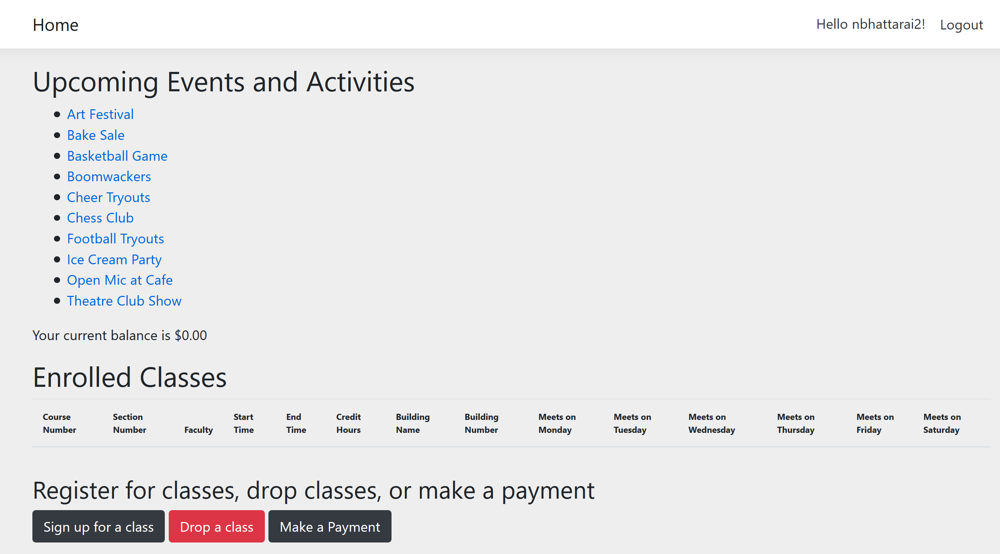 Home
Hello nbhattarai2! Logout
Upcoming Events and Activities
Art Festival
Bake Sale
Basketball Game
Boomwackers
Cheer Tryouts
Chess Club
Football Tryouts
Ice Cream Party
Open Mic at Cafe
Theatre Club Show
Your current balance is $0.00
Enrolled Classes
Course Number
Section Number
Faculty
Start Time
End Time
Credit Hours
Building Name
Building Number
Meets on Monday
Meets on Tuesday
Meets on Wednesday
Meets on Thursday
Meets on Friday
Meets on Saturday
Register for classes, drop classes, or make a payment
Sign up for a class
Drop a class
Make a Payment